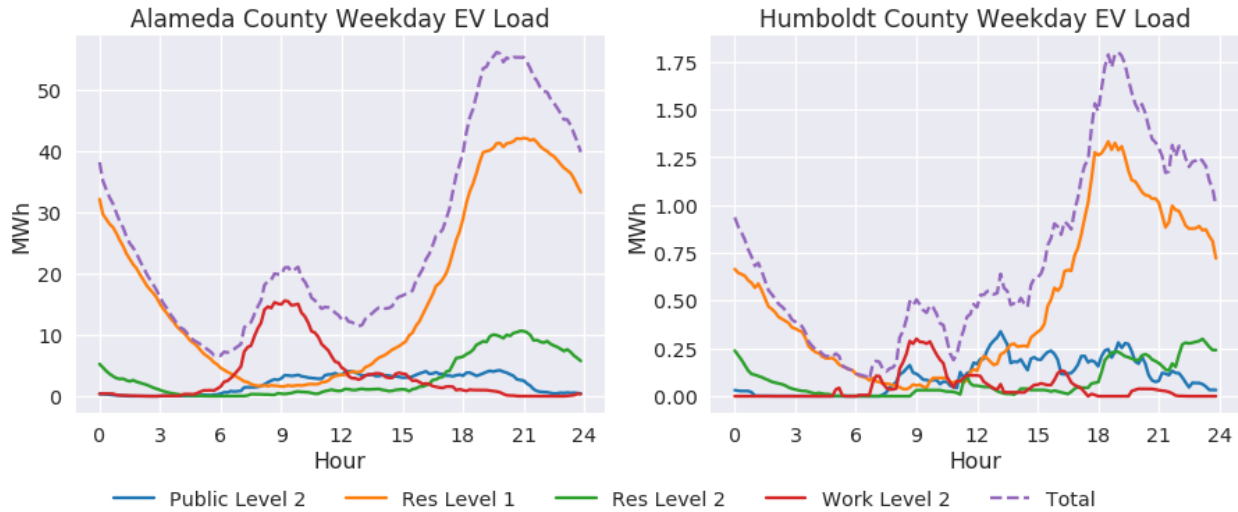 Alameda County Weekday EV Load
Humboldt County Weekday EV Load
MWh
50
40
30
20
10
0
0 3 6 9 12 15 18 21 24
Hour
MWh
1.75
1.50
1.25
1.00
0.75
0.50
0.25
0.00
0 3 6 9 12 15 18 21 24
Hour
Public Level 2 Res Level 1 Res Level 2 Work Level 2 Total